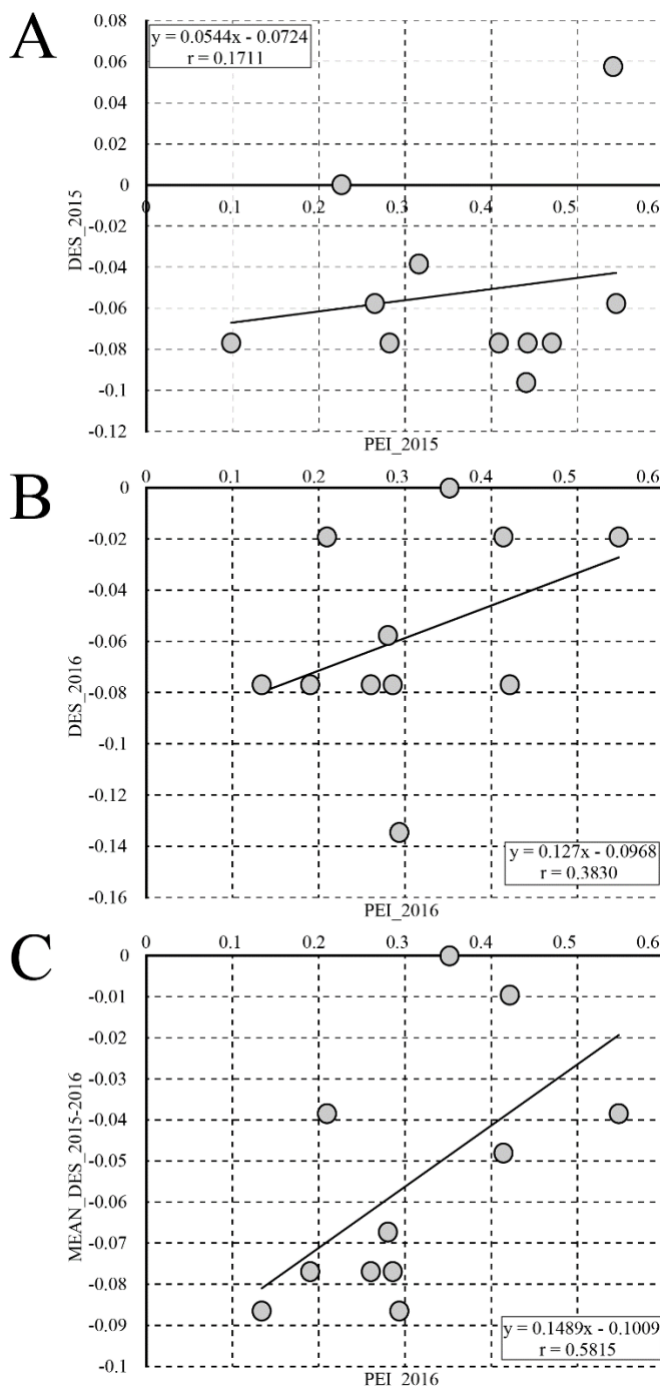 A
y = 0.0544x - 0.0724
r = 0.1711
0.08
0.06
0.04
0.02
0
-0.02
-0.04
-0.06
-0.08
-0.1
-0.12
0 0.1 0.2 0.3 0.4 0.5 0.6
DES_2015
PEI_2015
B
0 0.1 0.2 0.3 0.4 0.5 0.6
0
-0.02
-0.04
-0.06
-0.08
-0.1
-0.12
-0.14
-0.16
DES_2016
y = 0.127x - 0.0968
r = 0.3830
PEI_2016
C
0 0.1 0.2 0.3 0.4 0.5 0.6
0
-0.01
-0.02
-0.03
-0.04
-0.05
-0.06
-0.07
-0.08
-0.09
-0.1
MEAN_DES_2015-2016
y = 0.1489x - 0.1009
r = 0.5815
PEI_2016